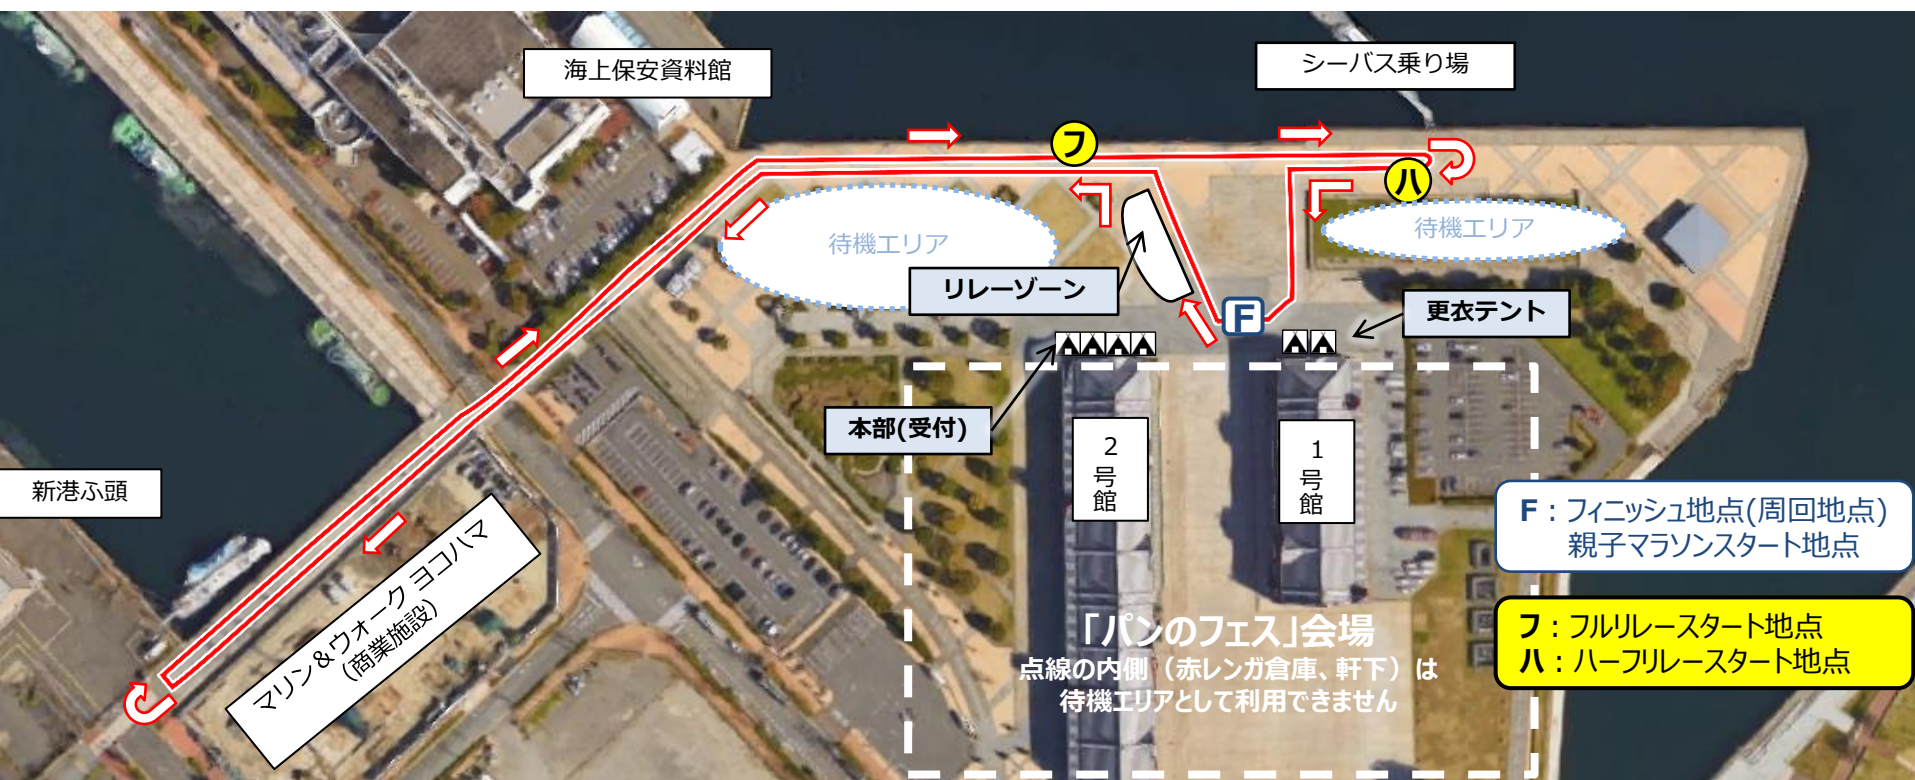 海上保安資料館
シーバス乗り場
フ
ハ
待機エリア
待機エリア
リレーゾーン
F
更衣テント
本部(受付)
2号館
1号館
新港ふ頭
マリン&ウォーク ヨコハマ
(商業施設)
F:フィニッシュ地点(周回地点)
親子マラソンスタート地点
フ:フルリレースタート地点
ハ:ハーフリレースタート地点
「パンのフェス」会場
点線の内側(赤レンガ倉庫、軒下)は
待機エリアとして利用できません